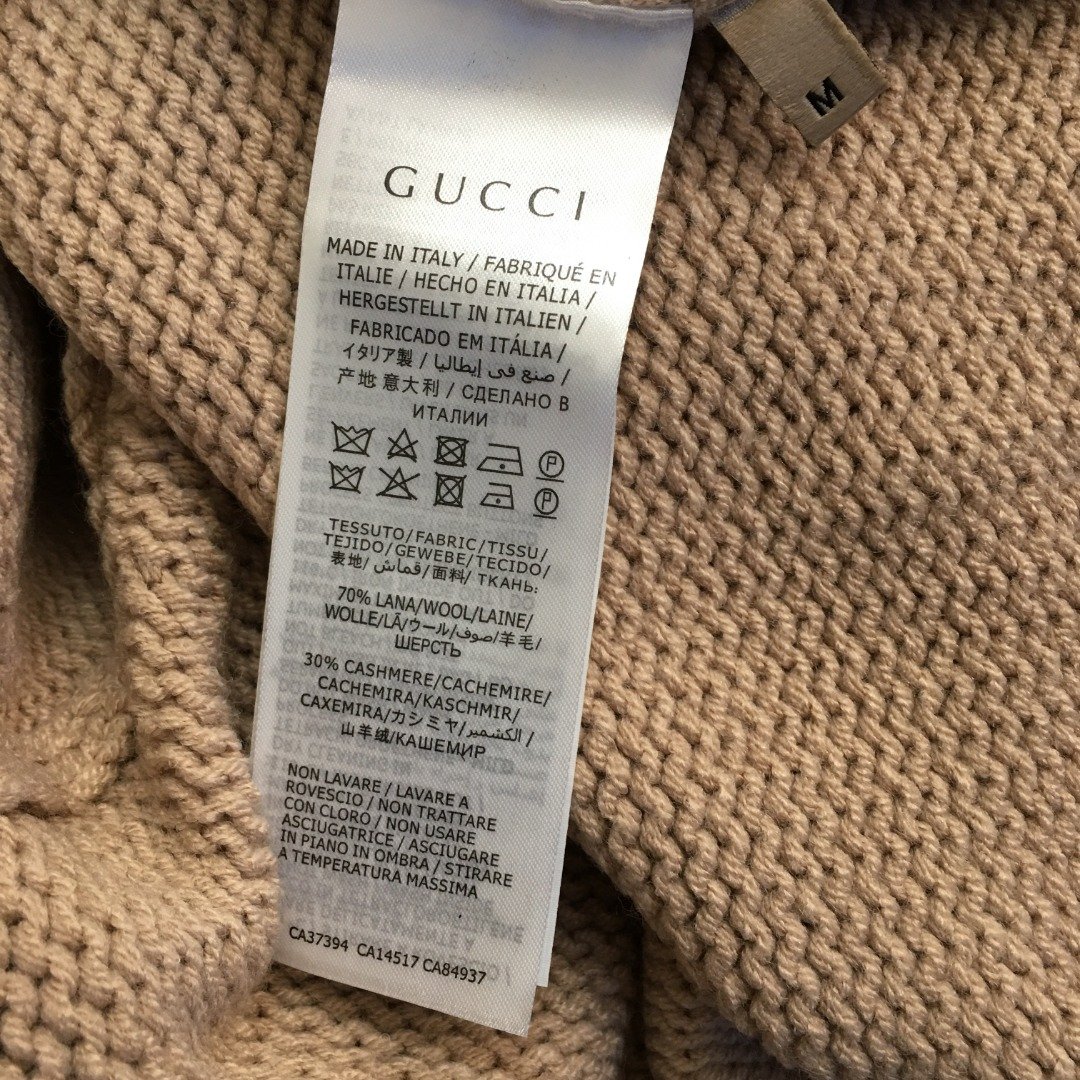 M
GUCCI
MADE IN ITALY / FABRIQUÉ EN
ITALIE / HECHO EN ITALIA /
HERGESTELLT IN ITALIEN /
FABRICADO EM ITÁLIA /
イタリア製 / صنع في إيطاليا /
产地 意大利 / СДЕЛАНО В
ИТАЛИИ
P
P
TESSUTO/FABRIC/TISSU/
TEJIDO/GEWEBE/TECIDO/
表地/قماش/面料/ ТКАНЬ:
70% LANA/WOOL/LAINE/
WOLLE/LÃ/ウール/صوف/羊毛/
ШЕРСТЬ
30% CASHMERE/CACHEMIRE/
CACHEMIRA/KASCHMIR/
CAXEMIRA/カシミヤ/الكشمير/
山羊绒/КАШЕМИР
NON LAVARE / LAVARE A
ROVESCIO / NON TRATTARE
CON CLORO / NON USARE
ASCIUGATRICE / ASCIUGARE
IN PIANO IN OMBRA / STIRARE
A TEMPERATURA MASSIMA
CA37394 CA14517 CA84937